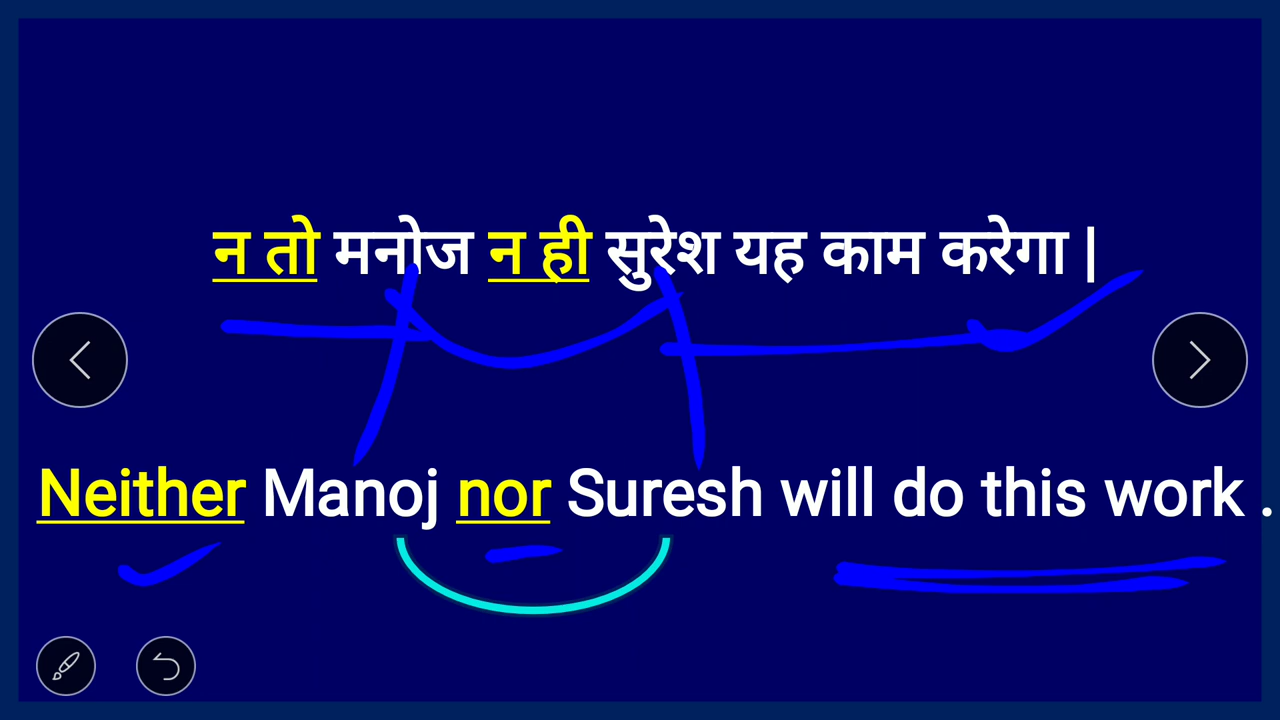 न तो मनोज न ही सुरेश यह काम करेगा |
Neither Manoj nor Suresh will do this work .